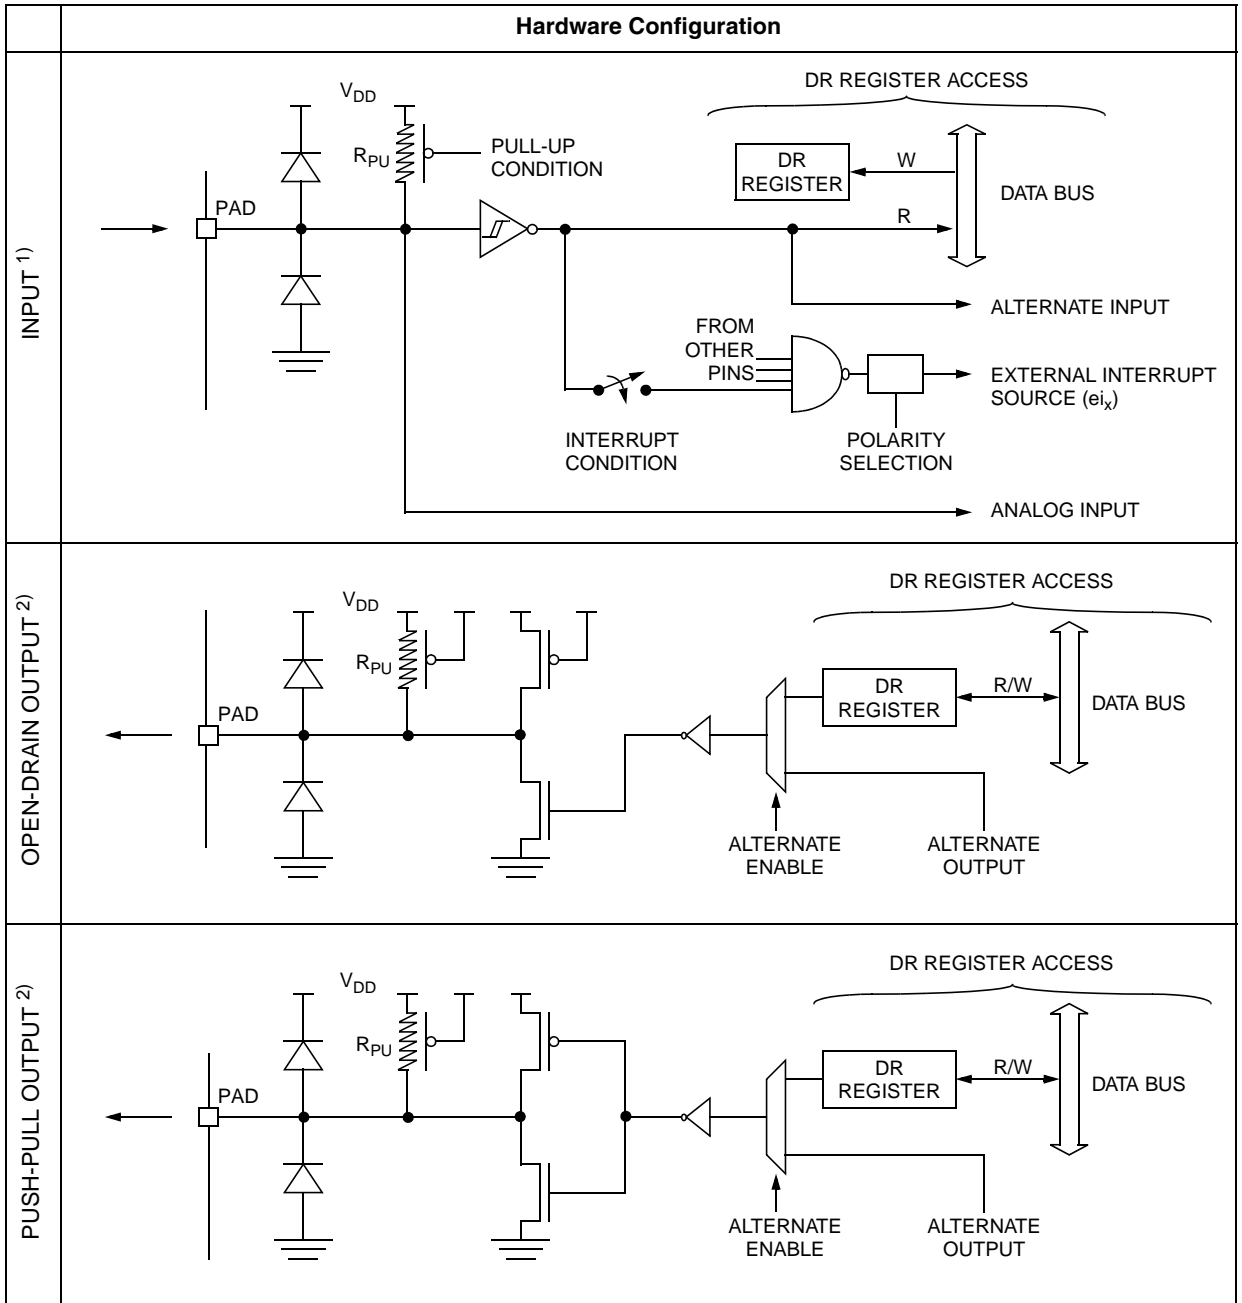 Hardware Configuration
INPUT 1)
DR REGISTER ACCESS
VDD
RPU
PULL-UP
CONDITION
DR
REGISTER
W
DATA BUS
PAD
R
ALTERNATE INPUT
FROM
OTHER
PINS
EXTERNAL INTERRUPT
SOURCE (eix)
INTERRUPT
CONDITION
POLARITY
SELECTION
ANALOG INPUT
OPEN-DRAIN OUTPUT 2)
DR REGISTER ACCESS
VDD
RPU
DR
REGISTER
R/W
DATA BUS
PAD
ALTERNATE
ENABLE
ALTERNATE
OUTPUT
PUSH-PULL OUTPUT 2)
DR REGISTER ACCESS
VDD
RPU
DR
REGISTER
R/W
DATA BUS
PAD
ALTERNATE
ENABLE
ALTERNATE
OUTPUT